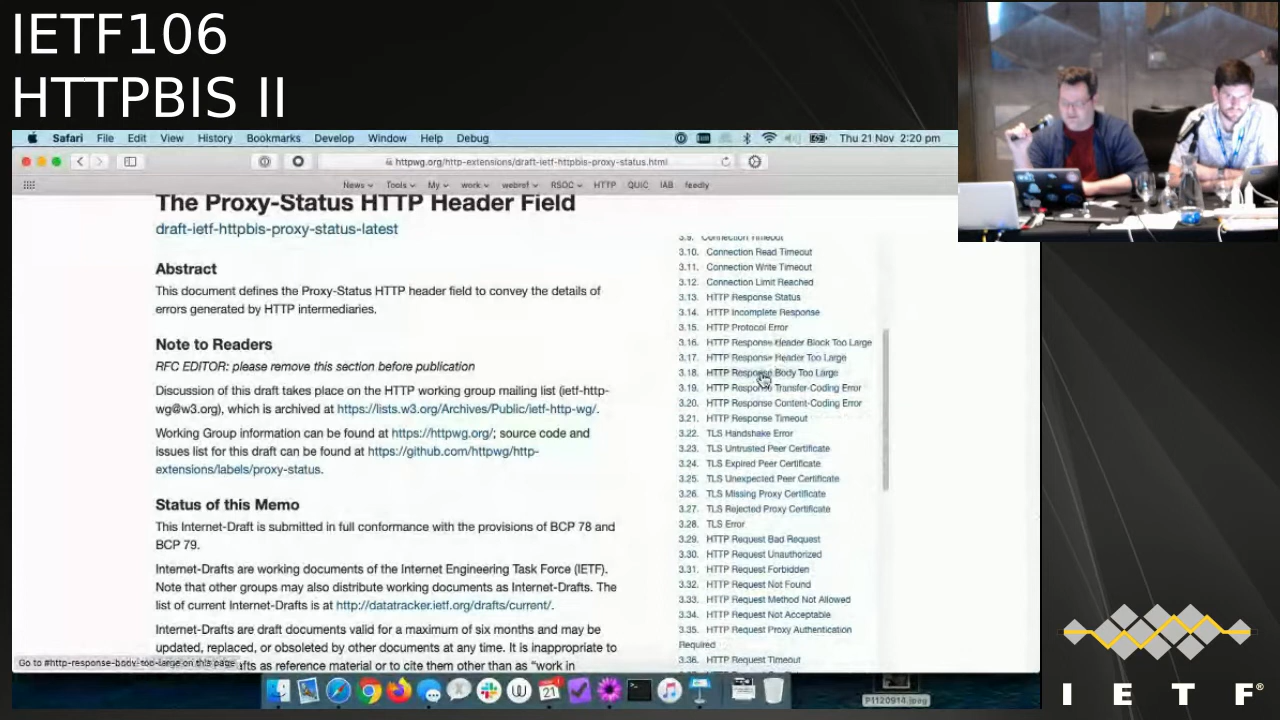 IETF106
HTTPBIS II
Safari File Edit View History Bookmarks Develop Window Help Debug
Thu 21 Nov 2:20 pm
httpwg.org/http-extensions/draft-ietf-httpbis-proxy-status.html
News Tools My work webref RSOC HTTP QUIC IAB feedly
The Proxy-Status HTTP Header Field
draft-ietf-httpbis-proxy-status-latest
Abstract
This document defines the Proxy-Status HTTP header field to convey the details of
errors generated by HTTP intermediaries.
Note to Readers
RFC EDITOR: please remove this section before publication
Discussion of this draft takes place on the HTTP working group mailing list (ietf-http-
wg@w3.org), which is archived at https://lists.w3.org/Archives/Public/ietf-http-wg/.
Working Group information can be found at https://httpwg.org/; source code and
issues list for this draft can be found at https://github.com/httpwg/http-
extensions/labels/proxy-status.
Status of this Memo
This Internet-Draft is submitted in full conformance with the provisions of BCP 78 and
BCP 79.
Internet-Drafts are working documents of the Internet Engineering Task Force (IETF).
Note that other groups may also distribute working documents as Internet-Drafts. The
list of current Internet-Drafts is at http://datatracker.ietf.org/drafts/current/.
Internet-Drafts are draft documents valid for a maximum of six months and may be
updated, replaced, or obsoleted by other documents at any time. It is inappropriate to
afts as reference material or to cite them other than as “work in
Go to #http-response-body-too-large on this page
3.9. Connection Timeout
3.10. Connection Read Timeout
3.11. Connection Write Timeout
3.12. Connection Limit Reached
3.13. HTTP Response Status
3.14. HTTP Incomplete Response
3.15. HTTP Protocol Error
3.16. HTTP Response Header Block Too Large
3.17. HTTP Response Header Too Large
3.18. HTTP Response Body Too Large
3.19. HTTP Response Transfer-Coding Error
3.20. HTTP Response Content-Coding Error
3.21. HTTP Response Timeout
3.22. TLS Handshake Error
3.23. TLS Untrusted Peer Certificate
3.24. TLS Expired Peer Certificate
3.25. TLS Unexpected Peer Certificate
3.26. TLS Missing Proxy Certificate
3.27. TLS Rejected Proxy Certificate
3.28. TLS Error
3.29. HTTP Request Bad Request
3.30. HTTP Request Unauthorized
3.31. HTTP Request Forbidden
3.32. HTTP Request Not Found
3.33. HTTP Request Method Not Allowed
3.34. HTTP Request Not Acceptable
3.35. HTTP Request Proxy Authentication
Required
3.36. HTTP Request Timeout
21
P1120914.jpeg
I E T F®